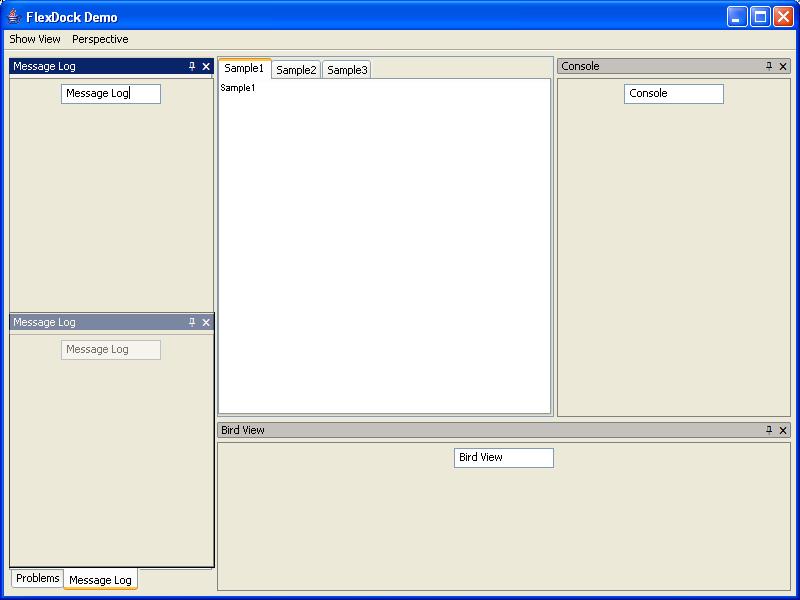 FlexDock Demo
Show View Perspective
Message Log
Message Log
Message Log
Message Log
Problems Message Log
Sample1 Sample2 Sample3
Sample1
Console
Console
Bird View
Bird View